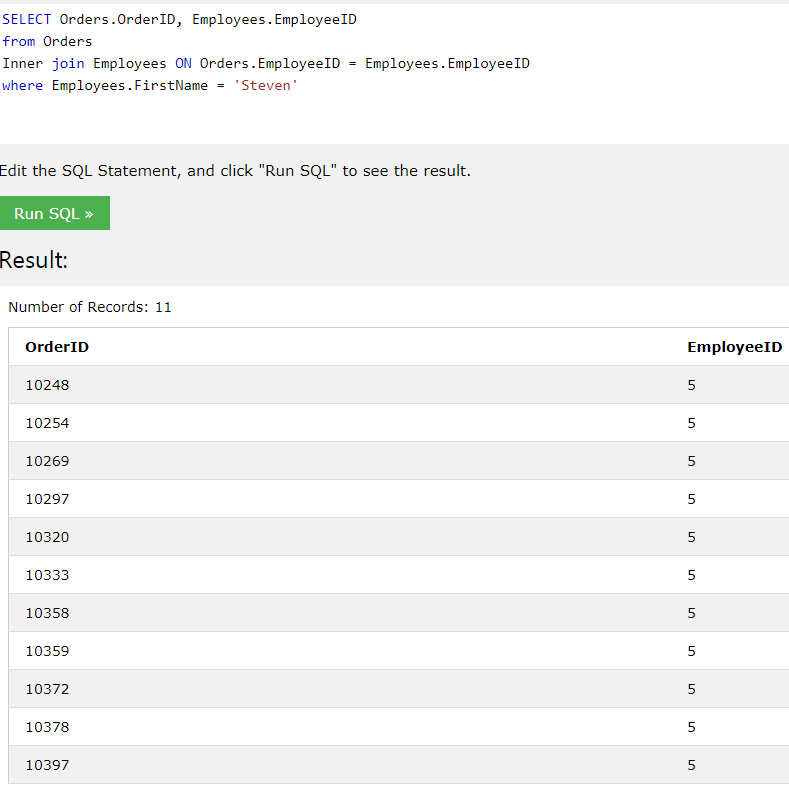 SELECT Orders.OrderID, Employees.EmployeeID
from Orders
Inner join Employees ON Orders.EmployeeID = Employees.EmployeeID
where Employees.FirstName = 'Steven'
Edit the SQL Statement, and click "Run SQL" to see the result.
Run SQL »
Result:
Number of Records: 11
OrderID EmployeeID
10248 5
10254 5
10269 5
10297 5
10320 5
10333 5
10358 5
10359 5
10372 5
10378 5
10397 5